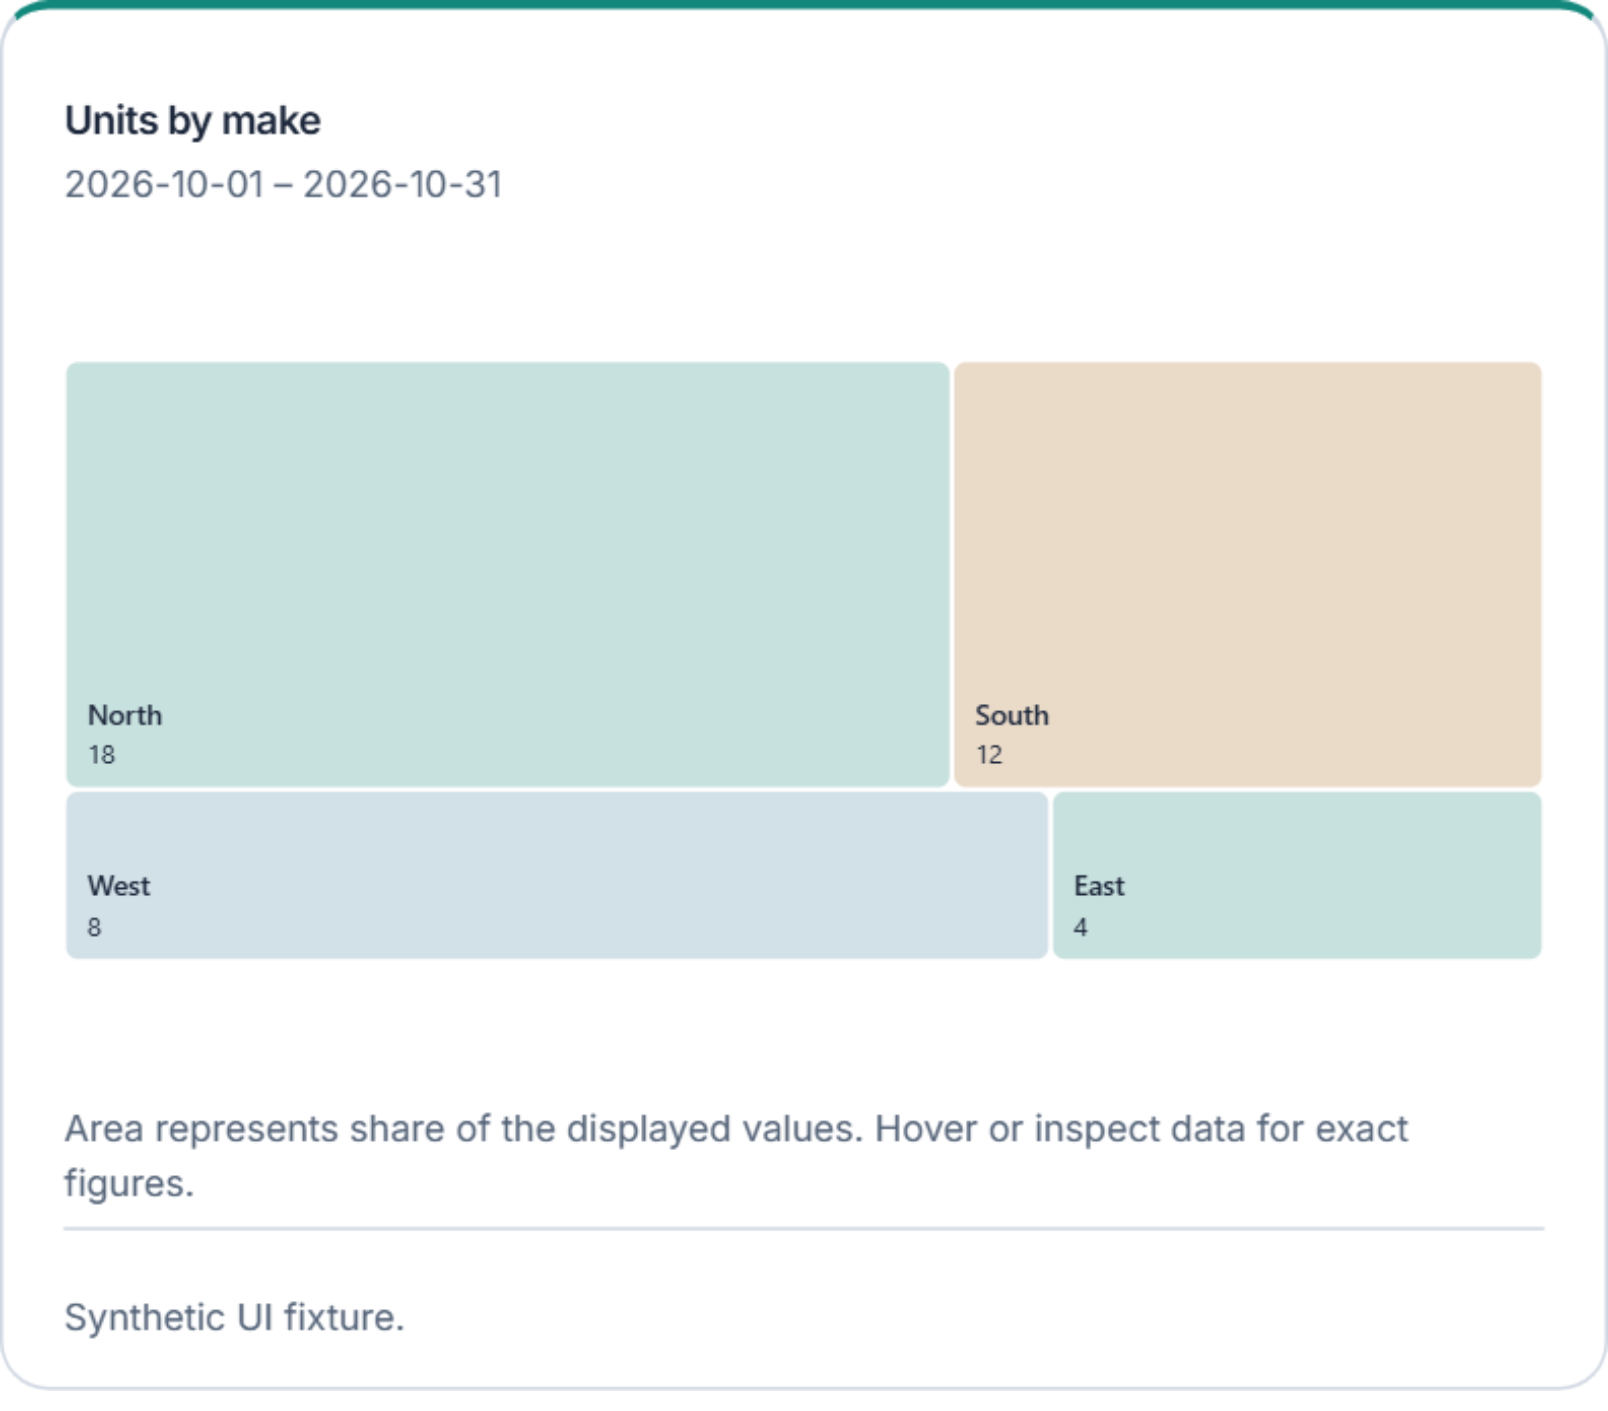 Units by make
2026-10-01 – 2026-10-31
North
18
South
12
West
8
East
4
Area represents share of the displayed values. Hover or inspect data for exact
figures.
Synthetic UI fixture.